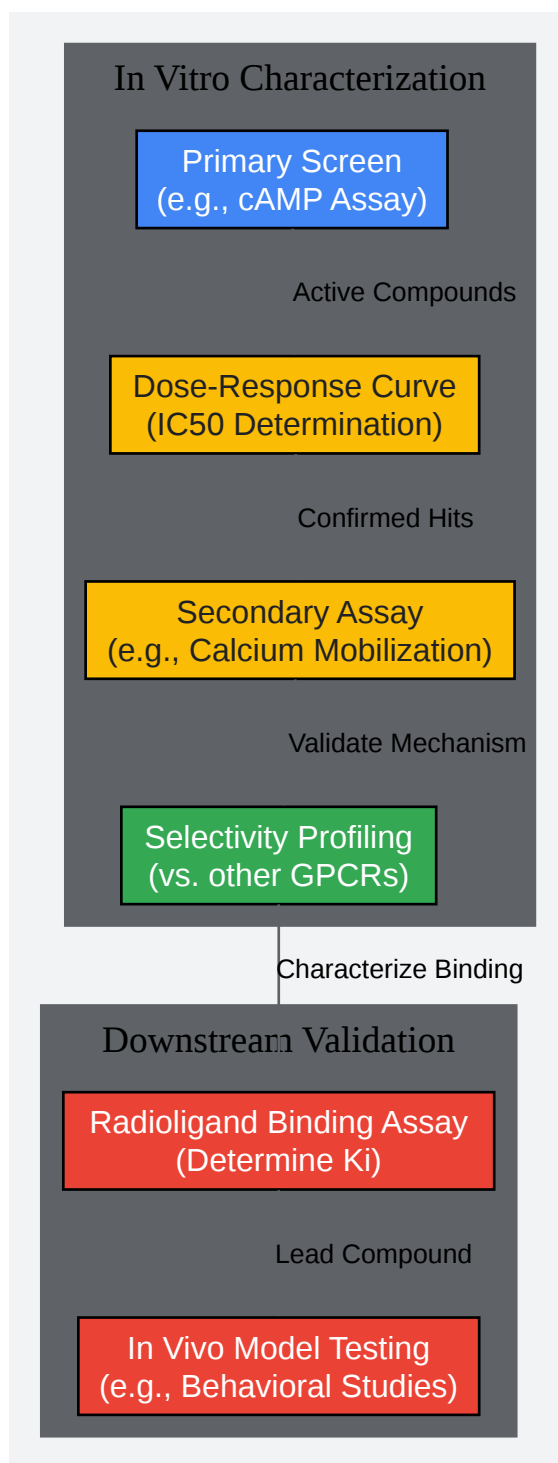 In Vitro Characterization
Primary Screen
(e.g., cAMP Assay)
Active Compounds
Dose-Response Curve
(IC50 Determination)
Confirmed Hits
Secondary Assay
(e.g., Calcium Mobilization)
Validate Mechanism
Selectivity Profiling
(vs. other GPCRs)
Characterize Binding
Downstream Validation
Radioligand Binding Assay
(Determine Ki)
Lead Compound
In Vivo Model Testing
(e.g., Behavioral Studies)